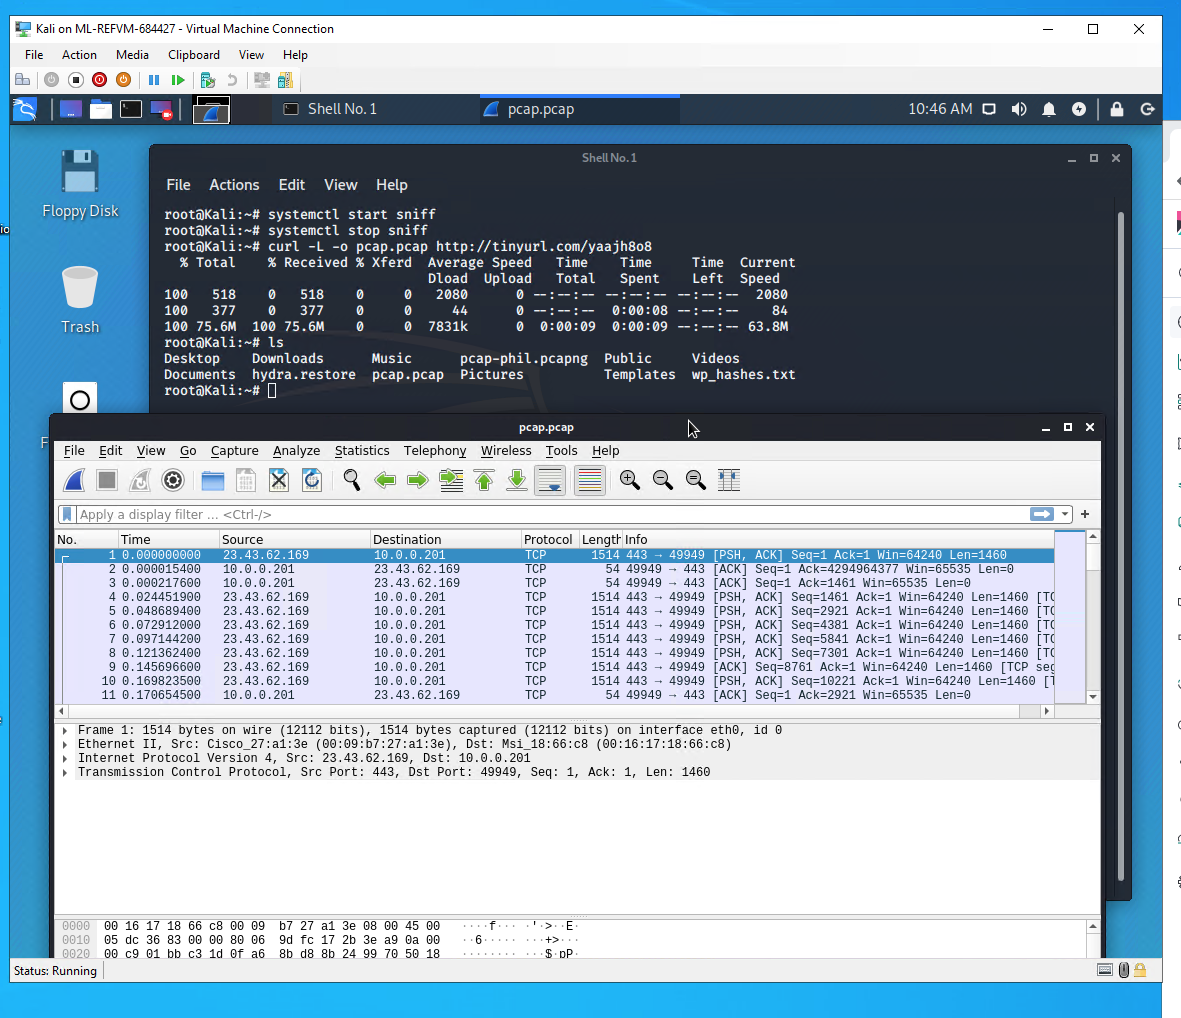 Kali on ML-REFVM-684427 - Virtual Machine Connection
File Action Media Clipboard View Help
Shell No. 1
pcap.pcap
10:46 AM
Floppy Disk
Trash
Shell No. 1
File Actions Edit View Help
root@Kali:~# systemctl start sniff
root@Kali:~# systemctl stop sniff
root@Kali:~# curl -L -o pcap.pcap http://tinyurl.com/yaajh8o8
% Total % Received % Xferd Average Speed Time Time Time Current
Dload Upload Total Spent Left Speed
100 518 0 518 0 0 2080 0 --:--:-- --:--:-- --:--:-- 2080
100 377 0 377 0 0 44 0 --:--:-- 0:00:08 --:--:-- 84
100 75.6M 100 75.6M 0 0 7831k 0 0:00:09 0:00:09 --:--:-- 63.8M
root@Kali:~# ls
Desktop Downloads Music pcap-phil.pcapng Public Videos
Documents hydra.restore pcap.pcap Pictures Templates wp_hashes.txt
root@Kali:~#
pcap.pcap
File Edit View Go Capture Analyze Statistics Telephony Wireless Tools Help
Apply a display filter ... <Ctrl-/>
No. Time Source Destination Protocol Length Info
1 0.000000000 23.43.62.169 10.0.0.201 TCP 1514 443 → 49949 [PSH, ACK] Seq=1 Ack=1 Win=64240 Len=1460
2 0.000015400 10.0.0.201 23.43.62.169 TCP 54 49949 → 443 [ACK] Seq=1 Ack=4294964377 Win=65535 Len=0
3 0.000217600 10.0.0.201 23.43.62.169 TCP 54 49949 → 443 [ACK] Seq=1 Ack=1461 Win=65535 Len=0
4 0.024451900 23.43.62.169 10.0.0.201 TCP 1514 443 → 49949 [PSH, ACK] Seq=1461 Ack=1 Win=64240 Len=1460 [TC
5 0.048689400 23.43.62.169 10.0.0.201 TCP 1514 443 → 49949 [PSH, ACK] Seq=2921 Ack=1 Win=64240 Len=1460 [TC
6 0.072912000 23.43.62.169 10.0.0.201 TCP 1514 443 → 49949 [PSH, ACK] Seq=4381 Ack=1 Win=64240 Len=1460 [TC
7 0.097144200 23.43.62.169 10.0.0.201 TCP 1514 443 → 49949 [PSH, ACK] Seq=5841 Ack=1 Win=64240 Len=1460 [TC
8 0.121362400 23.43.62.169 10.0.0.201 TCP 1514 443 → 49949 [PSH, ACK] Seq=7301 Ack=1 Win=64240 Len=1460 [TC
9 0.145696600 23.43.62.169 10.0.0.201 TCP 1514 443 → 49949 [ACK] Seq=8761 Ack=1 Win=64240 Len=1460 [TCP seg
10 0.169823500 23.43.62.169 10.0.0.201 TCP 1514 443 → 49949 [PSH, ACK] Seq=10221 Ack=1 Win=64240 Len=1460 [T
11 0.170654500 10.0.0.201 23.43.62.169 TCP 54 49949 → 443 [ACK] Seq=1 Ack=2921 Win=65535 Len=0
Frame 1: 1514 bytes on wire (12112 bits), 1514 bytes captured (12112 bits) on interface eth0, id 0
Ethernet II, Src: Cisco_27:a1:3e (00:09:b7:27:a1:3e), Dst: Msi_18:66:c8 (00:16:17:18:66:c8)
Internet Protocol Version 4, Src: 23.43.62.169, Dst: 10.0.0.201
Transmission Control Protocol, Src Port: 443, Dst Port: 49949, Seq: 1, Ack: 1, Len: 1460
0000 00 16 17 18 66 c8 00 09 b7 27 a1 3e 08 00 45 00 ····f··· ·'·>··E·
0010 05 dc 36 83 00 00 80 06 9d fc 17 2b 3e a9 0a 00 ··6····· ···+>···
0020 00 c9 01 bb c3 1d 0f a6 8b d8 8b 24 99 70 50 18 ········ ···$·pP·
Status: Running